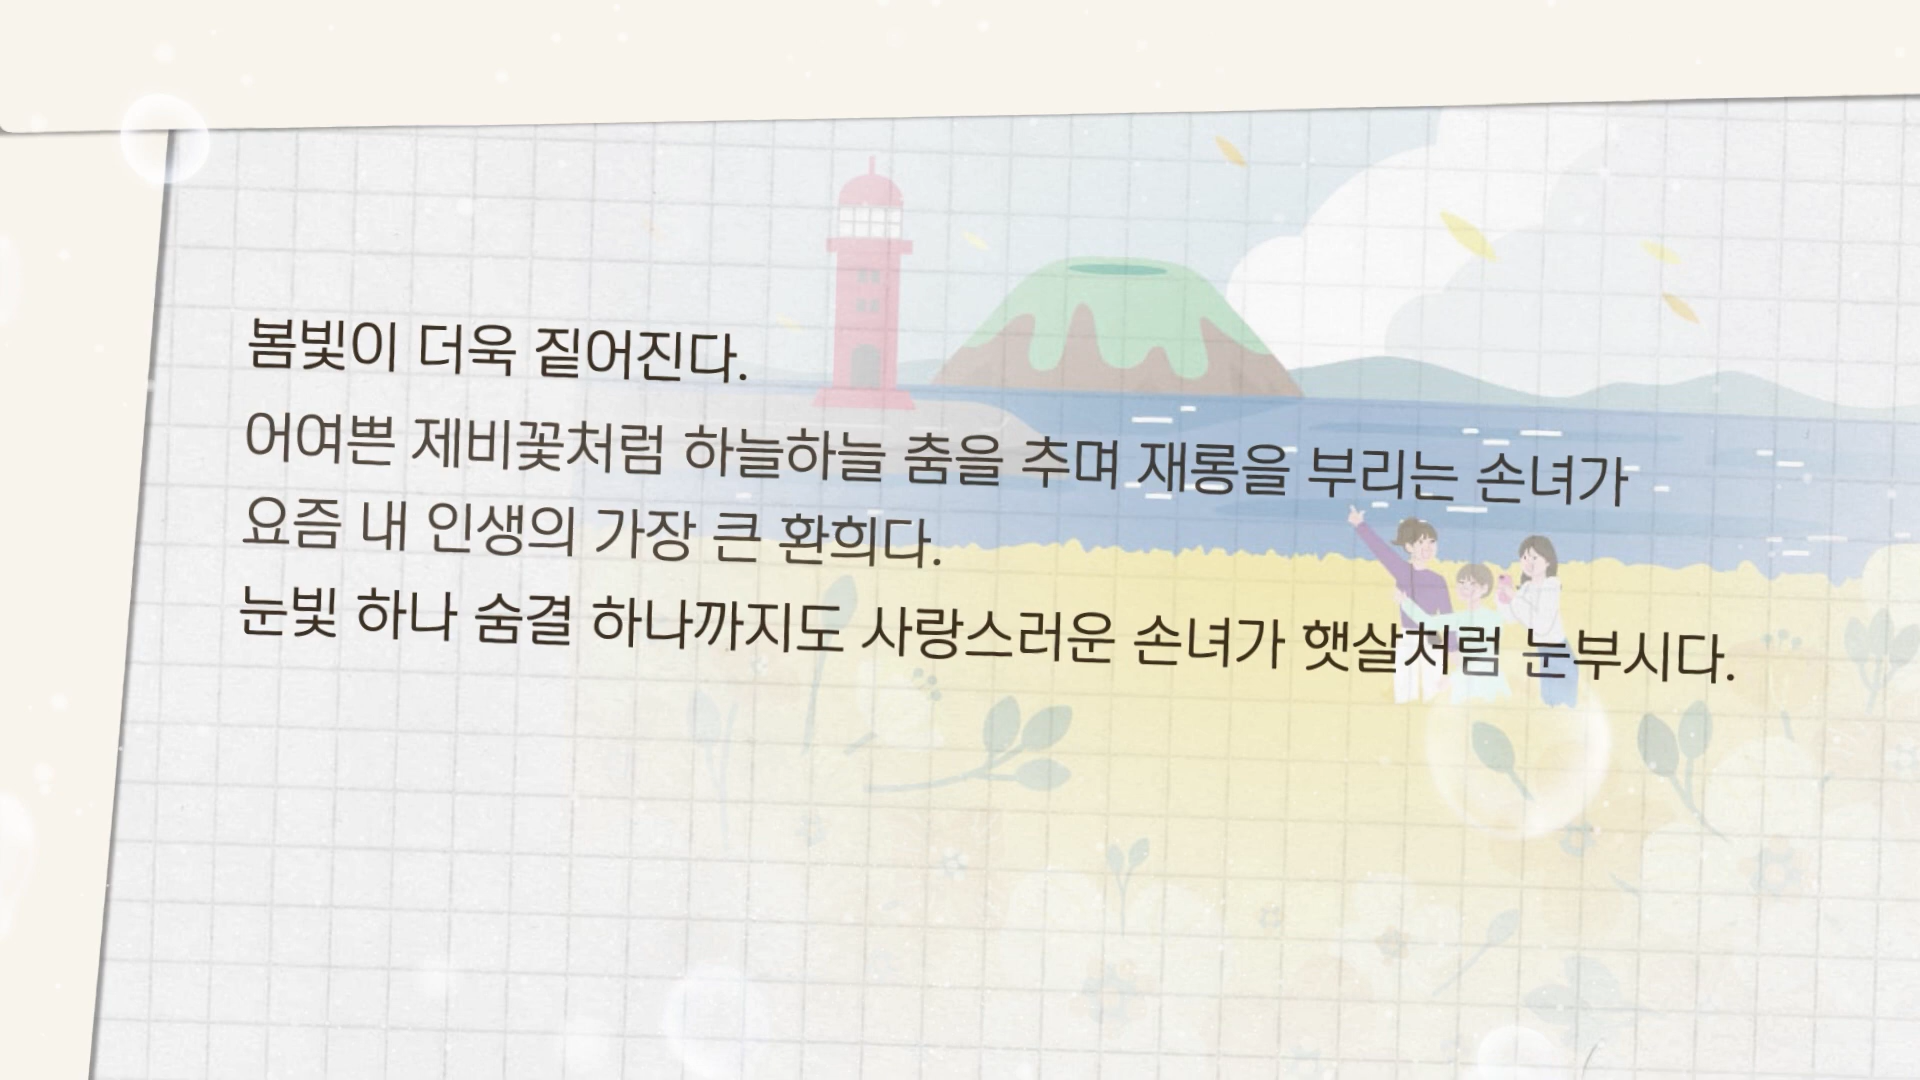 봄빛이 더욱 짙어진다.
어여쁜 제비꽃처럼 하늘하늘 춤을 추며 재롱을 부리는 손녀가
요즘 내 인생의 가장 큰 환희다.
눈빛 하나 숨결 하나까지도 사랑스러운 손녀가 햇살처럼 눈부시다.